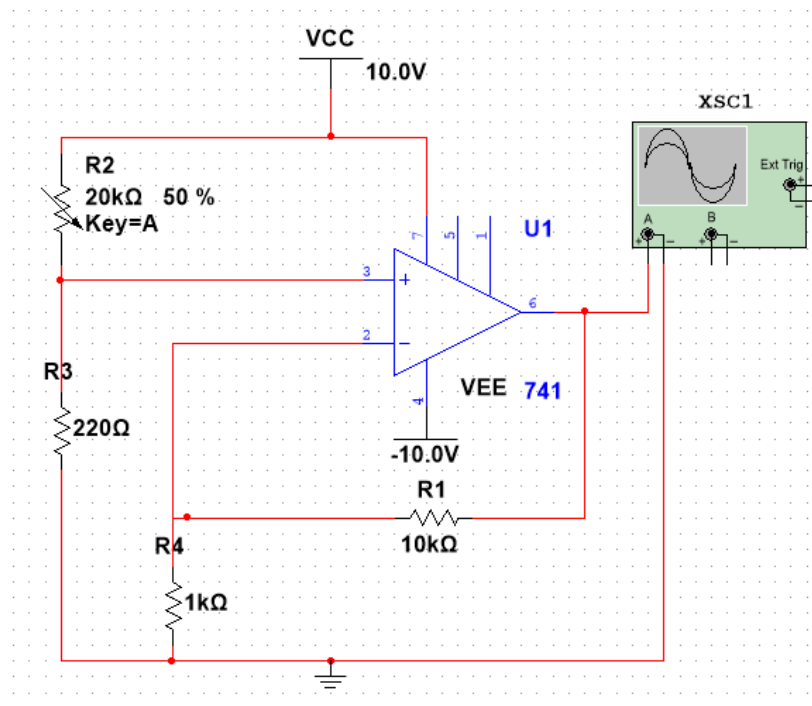 VCC
10.0V
XSC1
R2
20kΩ 50 %
Key=A
Ext Trig
+
−
A
B
+
−
+
−
7
5
1
U1
3
+
6
2
−
R3
220Ω
4
VEE
741
-10.0V
R1
10kΩ
R4
1kΩ